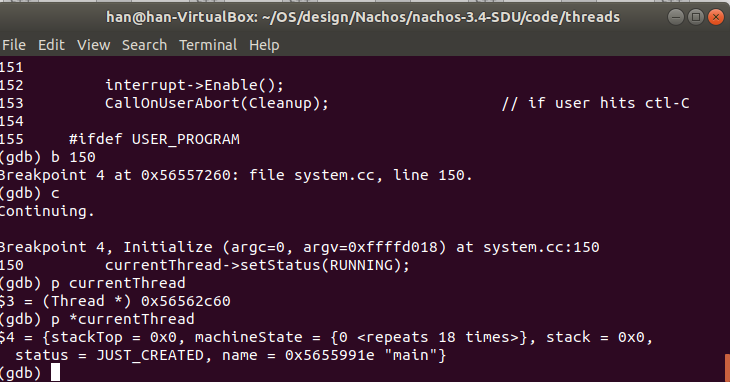 han@han-VirtualBox: ~/OS/design/Nachos/nachos-3.4-SDU/code/threads
File Edit View Search Terminal Help
151
152         interrupt->Enable();
153         CallOnUserAbort(Cleanup);                     // if user hits ctl-C
154
155     #ifdef USER_PROGRAM
(gdb) b 150
Breakpoint 4 at 0x56557260: file system.cc, line 150.
(gdb) c
Continuing.

Breakpoint 4, Initialize (argc=0, argv=0xffffd018) at system.cc:150
150         currentThread->setStatus(RUNNING);
(gdb) p currentThread
$3 = (Thread *) 0x56562c60
(gdb) p *currentThread
$4 = {stackTop = 0x0, machineState = {0 <repeats 18 times>}, stack = 0x0,
  status = JUST_CREATED, name = 0x5655991e "main"}
(gdb)